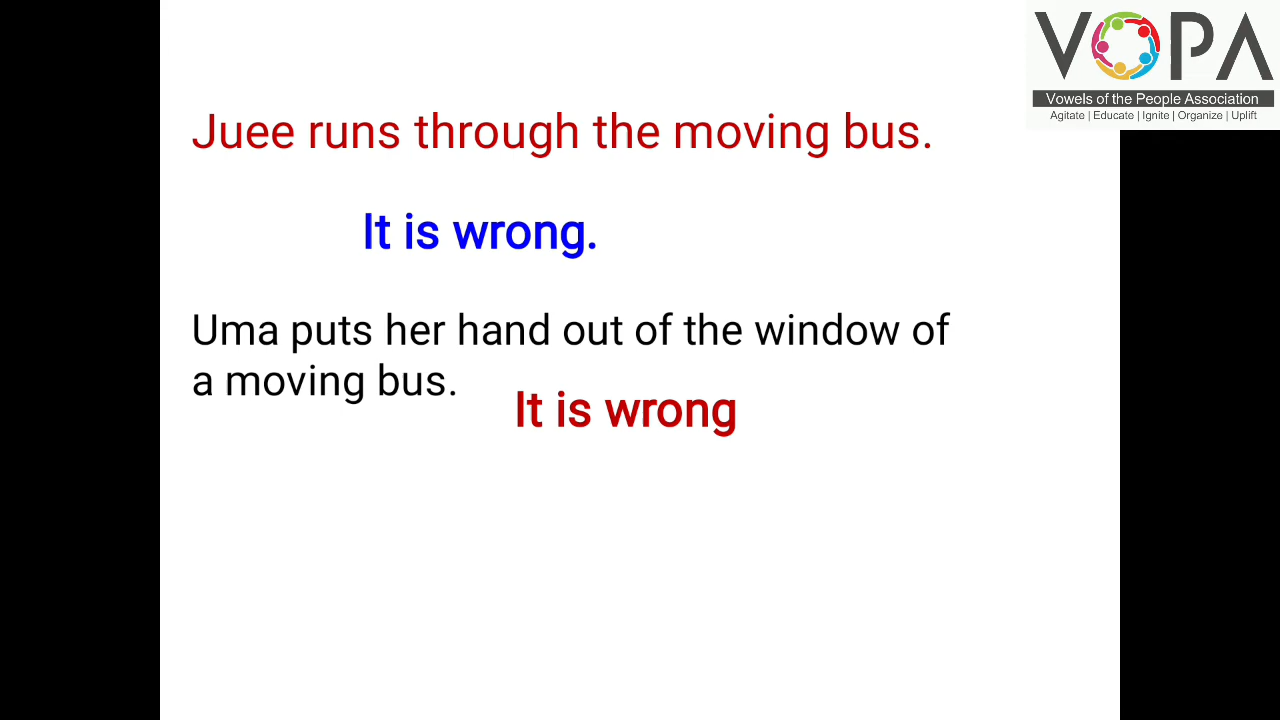 VOPA
Vowels of the People Association
Agitate | Educate | Ignite | Organize | Uplift
Juee runs through the moving bus.
It is wrong.
Uma puts her hand out of the window of
a moving bus.
It is wrong